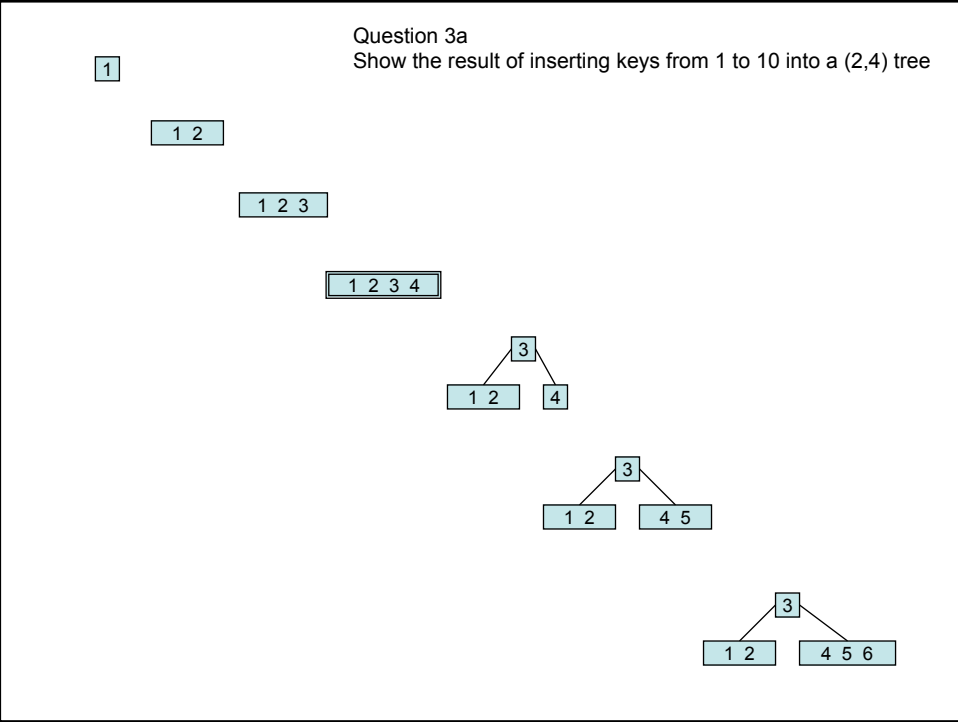 Question 3a
Show the result of inserting keys from 1 to 10 into a (2,4) tree
1
1 2
1 2 3
1 2 3 4
3
1 2 4
3
1 2 4 5
3
1 2 4 5 6